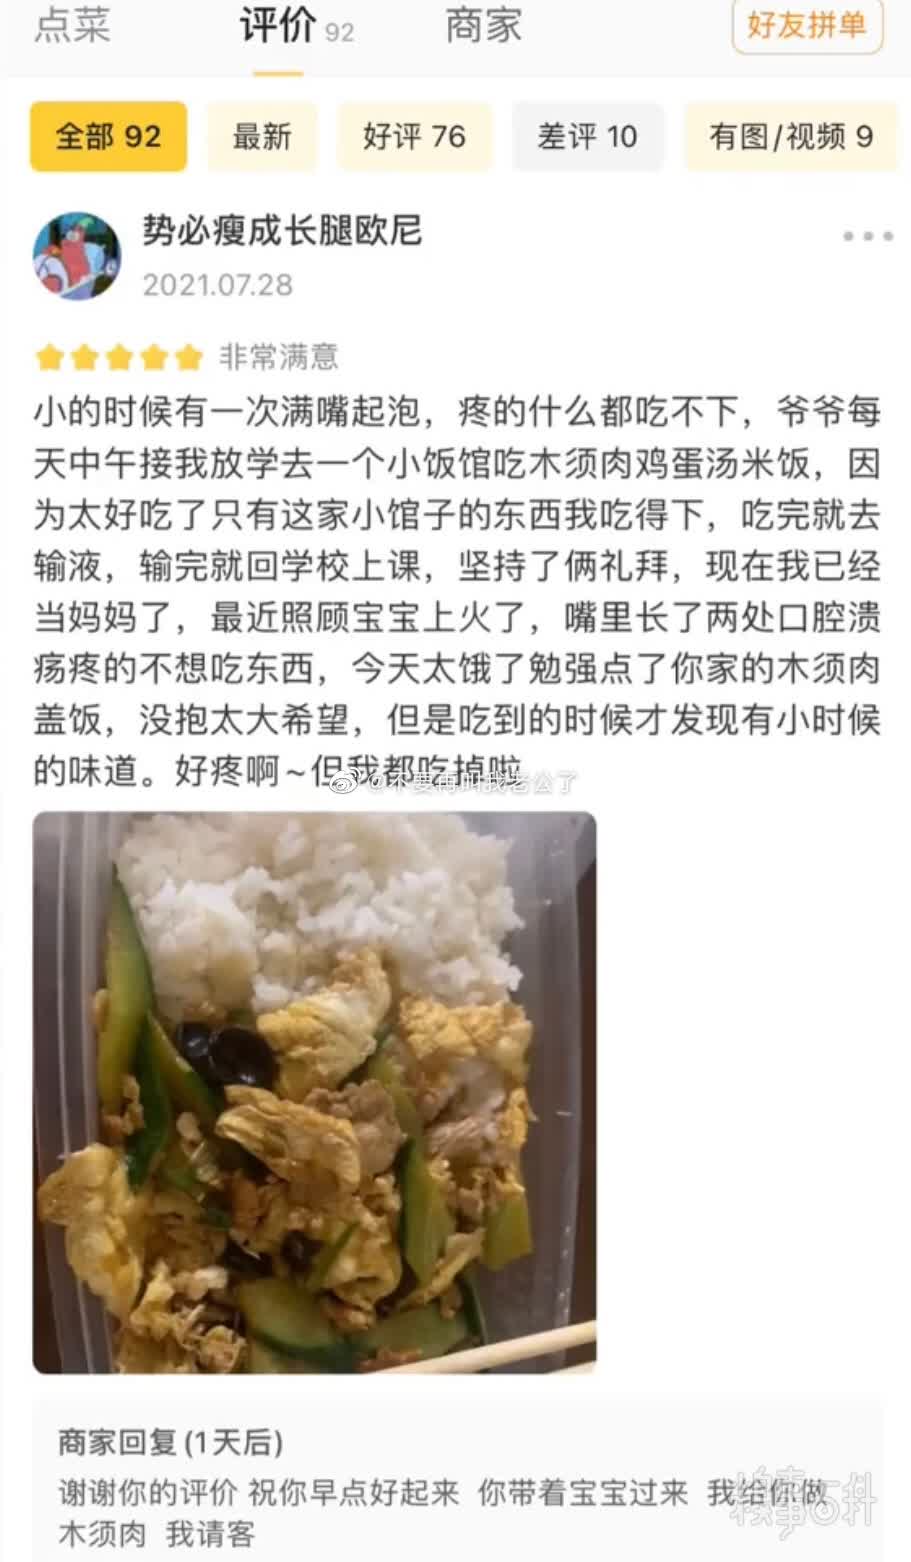 点菜 评价 92 商家 好友拼单
全部 92 最新 好评 76 差评 10 有图/视频 9
势必瘦成长腿欧尼
2021.07.28
非常满意
小的时候有一次满嘴起泡，疼的什么都吃不下，爷爷每
天中午接我放学去一个小饭馆吃木须肉鸡蛋汤米饭，因
为太好吃了只有这家小馆子的东西我吃得下，吃完就去
输液，输完就回学校上课，坚持了俩礼拜，现在我已经
当妈妈了，最近照顾宝宝上火了，嘴里长了两处口腔溃
疡疼的不想吃东西，今天太饿了勉强点了你家的木须肉
盖饭，没抱太大希望，但是吃到的时候才发现有小时候
的味道。好疼啊~但我都吃掉啦
@不要再叫我老公了
商家回复(1天后)
谢谢你的评价 祝你早点好起来 你带着宝宝过来 我给你做
木须肉 我请客
糗事百科